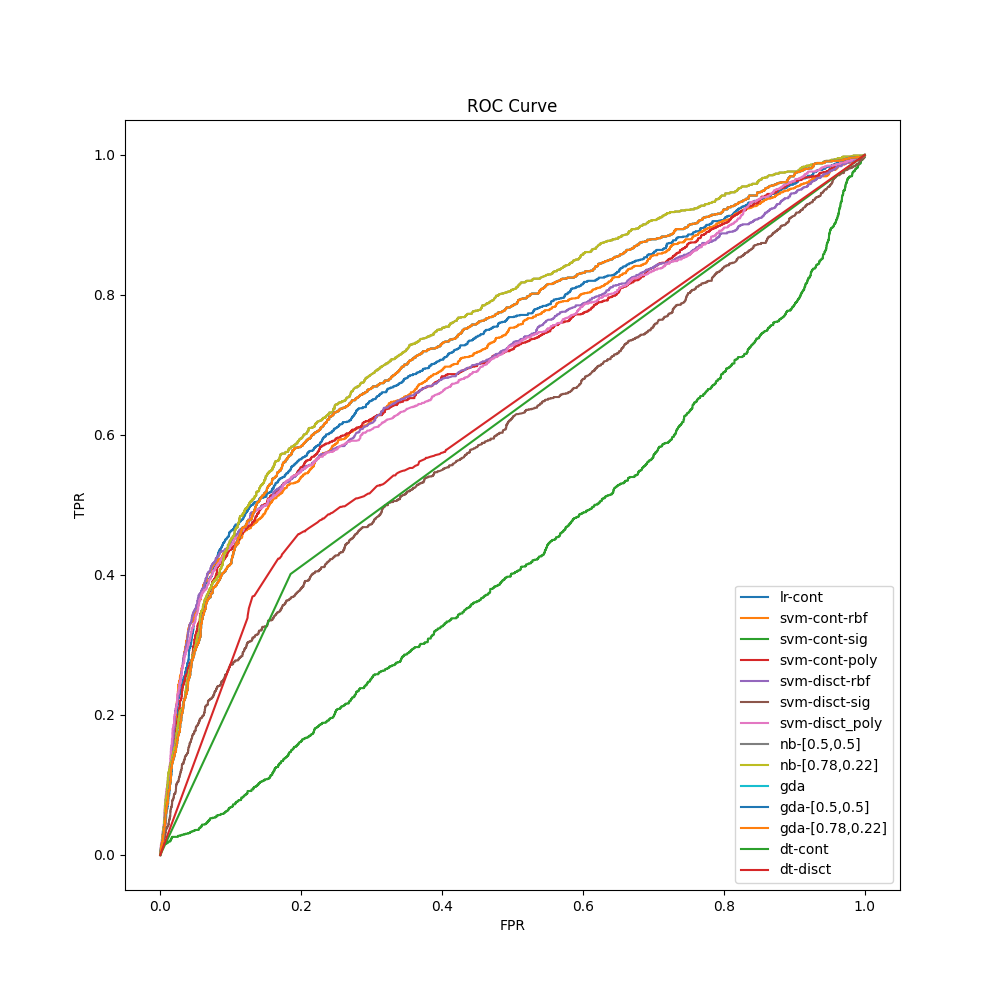 ROC Curve
1.0
0.8
0.6
0.4
0.2
0.0
TPR
0.0 0.2 0.4 0.6 0.8 1.0
FPR
lr-cont
svm-cont-rbf
svm-cont-sig
svm-cont-poly
svm-disct-rbf
svm-disct-sig
svm-disct_poly
nb-[0.5,0.5]
nb-[0.78,0.22]
gda
gda-[0.5,0.5]
gda-[0.78,0.22]
dt-cont
dt-disct